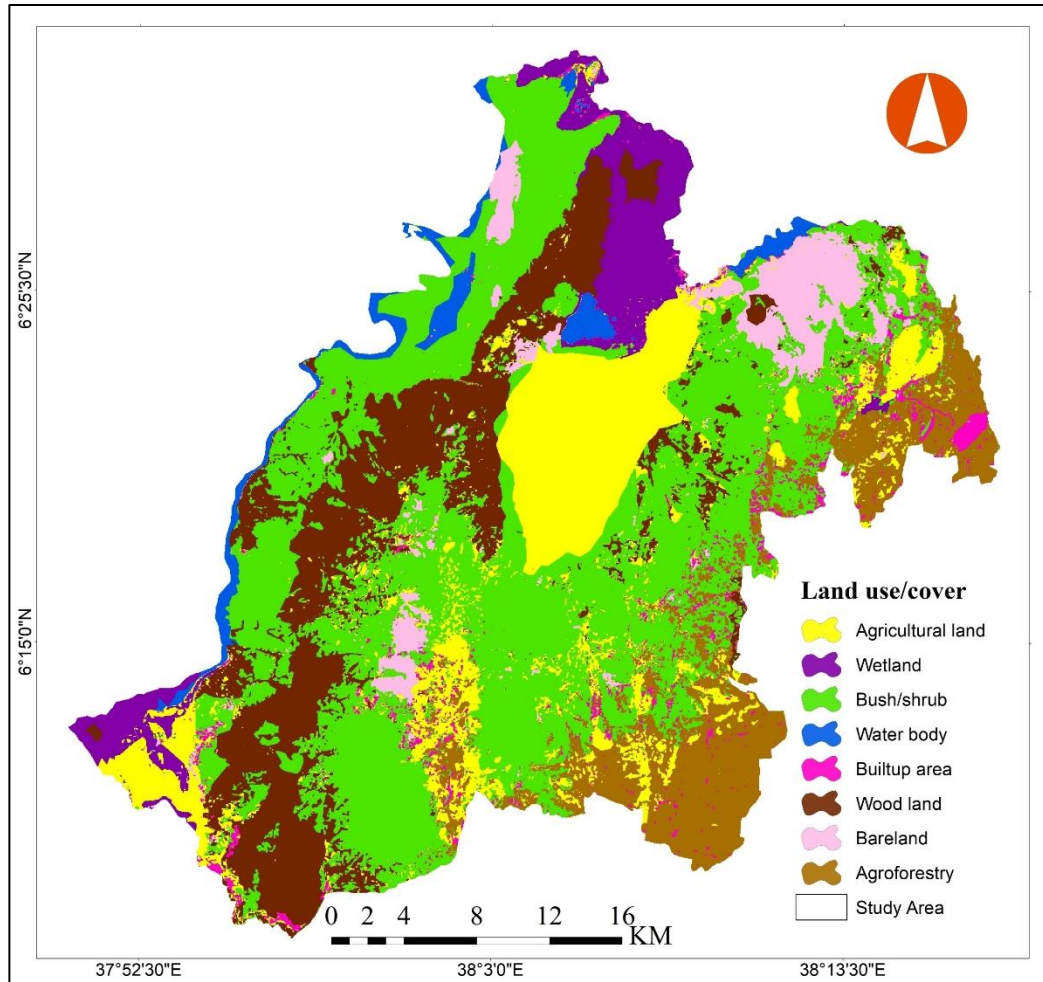 6°25'30"N
6°15'0"N
Land use/cover
Agricultural land
Wetland
Bush/shrub
Water body
Builtup area
Wood land
Bareland
Agroforestry
Study Area
0 2 4 8 12 16
KM
37°52'30"E 38°3'0"E 38°13'30"E